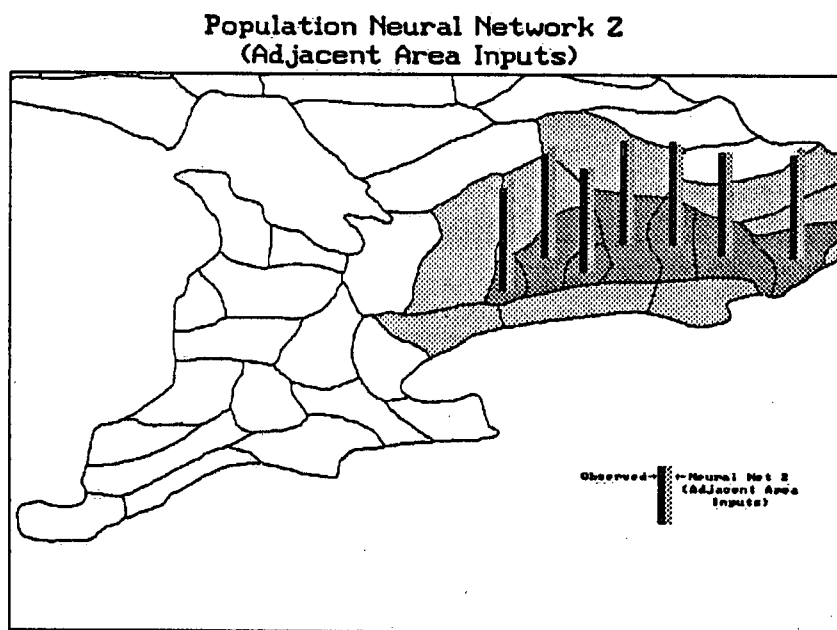 Population Neural Network 2
(Adjacent Area Inputs)
Observed→ ←Neural Net 2
(Adjacent Area
Inputs)